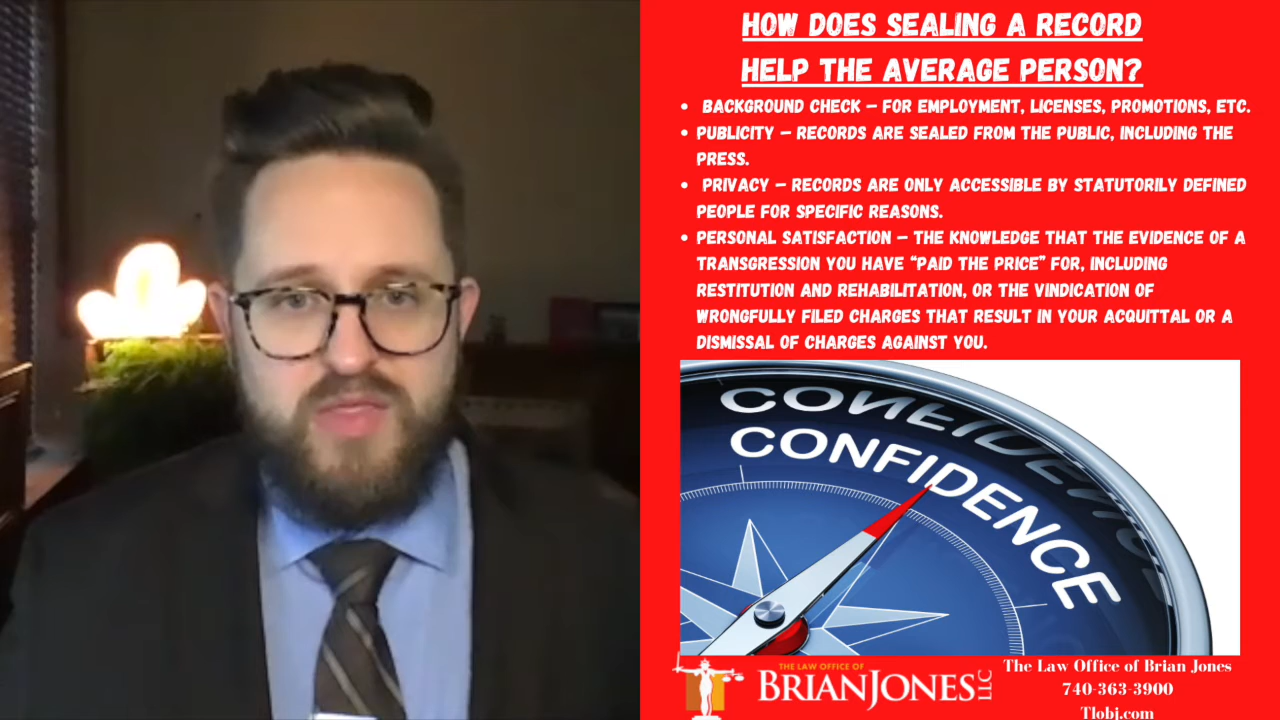 HOW DOES SEALING A RECORD
HELP THE AVERAGE PERSON?
• BACKGROUND CHECK – FOR EMPLOYMENT, LICENSES, PROMOTIONS, ETC.
• PUBLICITY – RECORDS ARE SEALED FROM THE PUBLIC, INCLUDING THE
PRESS.
• PRIVACY – RECORDS ARE ONLY ACCESSIBLE BY STATUTORILY DEFINED
PEOPLE FOR SPECIFIC REASONS.
• PERSONAL SATISFACTION – THE KNOWLEDGE THAT THE EVIDENCE OF A
TRANSGRESSION YOU HAVE “PAID THE PRICE” FOR, INCLUDING
RESTITUTION AND REHABILITATION, OR THE VINDICATION OF
WRONGFULLY FILED CHARGES THAT RESULT IN YOUR ACQUITTAL OR A
DISMISSAL OF CHARGES AGAINST YOU.
CONFIDENCE
THE LAW OFFICE OF
BRIANJONES LLC
The Law Office of Brian Jones
740-363-3900
Tlobj.com